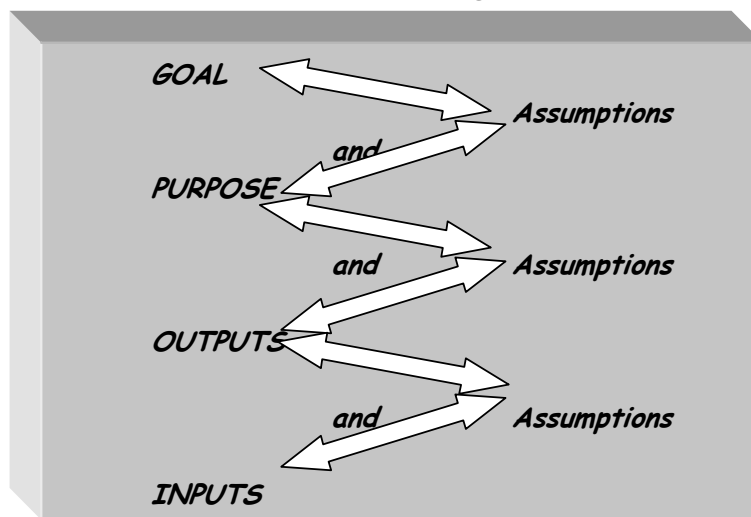 GOAL
Assumptions
and
PURPOSE
and
Assumptions
OUTPUTS
and
Assumptions
INPUTS